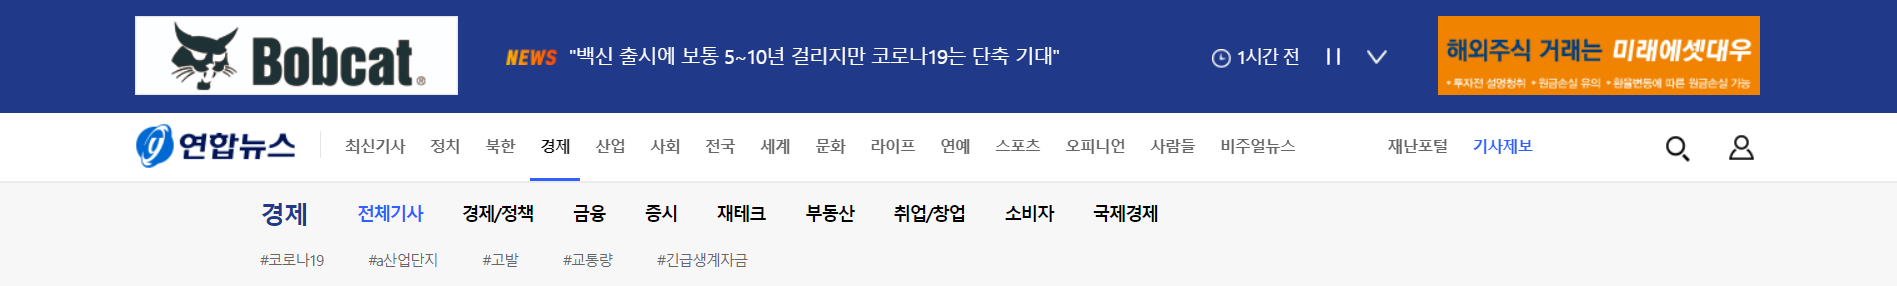 Bobcat®
NEWS "백신 출시에 보통 5~10년 걸리지만 코로나19는 단축 기대" 1시간 전
해외주식 거래는 미래에셋대우
• 투자전 설명청취 • 원금손실 유의 • 환율변동에 따른 원금손실 가능
연합뉴스 최신기사 정치 북한 경제 산업 사회 전국 세계 문화 라이프 연예 스포츠 오피니언 사람들 비주얼뉴스 재난포털 기사제보
경제 전체기사 경제/정책 금융 증시 재테크 부동산 취업/창업 소비자 국제경제
#코로나19 #a산업단지 #고발 #교통량 #긴급생계자금